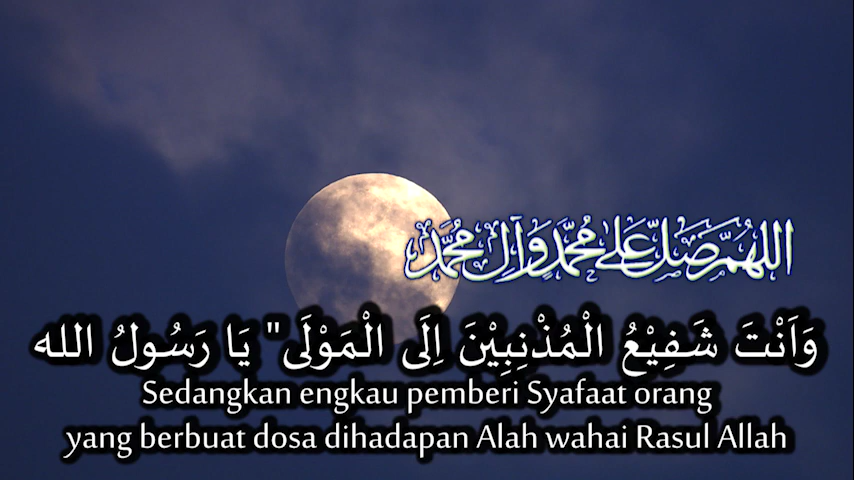 اللهم صل على محمد وآل محمد
وَاَنْتَ شَفِيْعُ الْمُذْنِبِيْنَ اِلَى الْمَوْلَى" يَا رَسُولُ الله
Sedangkan engkau pemberi Syafaat orang
yang berbuat dosa dihadapan Alah wahai Rasul Allah